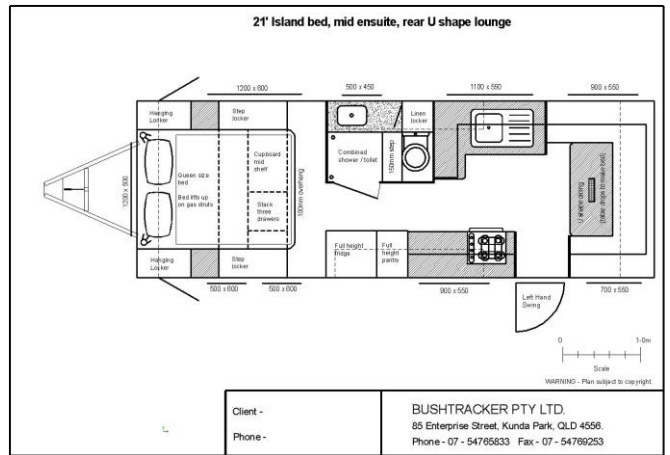 21' Island bed, mid ensuite, rear U shape lounge
1200 x 600
500 x 450
1100 x 550
900 x 550
Hanging
Locker
Step
locker
Linen
locker
Combined
shower / toilet
150mm step
Queen size
bed
Bed lifts up
on gas struts
Cupboard
mid
shelf
Stack
three
drawers
100mm overhang
1200 x 500
U shape lounge
(table drops to make bed)
Hanging
Locker
Step
locker
Full height
fridge
Full
height
pantry
500 x 600
500 x 600
900 x 550
700 x 550
Left Hand
Swing
0
1-0m
Scale
WARNING - Plan subject to copyright.
Client -
Phone -
BUSHTRACKER PTY LTD.
85 Enterprise Street, Kunda Park, QLD 4556.
Phone - 07 - 54765833 Fax - 07 - 54769253